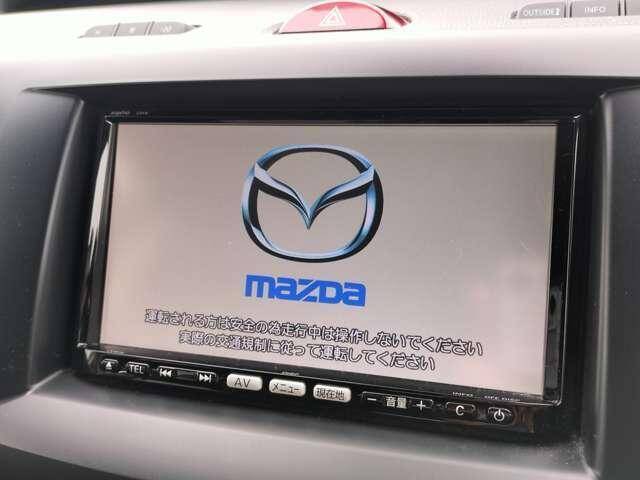 OUTSIDE
INFO
mazDa
運転される方は安全の為走行中は操作しないでください
実際の交通規制に従って運転してください
TEL
AV
メニュー
現在地
音量
C